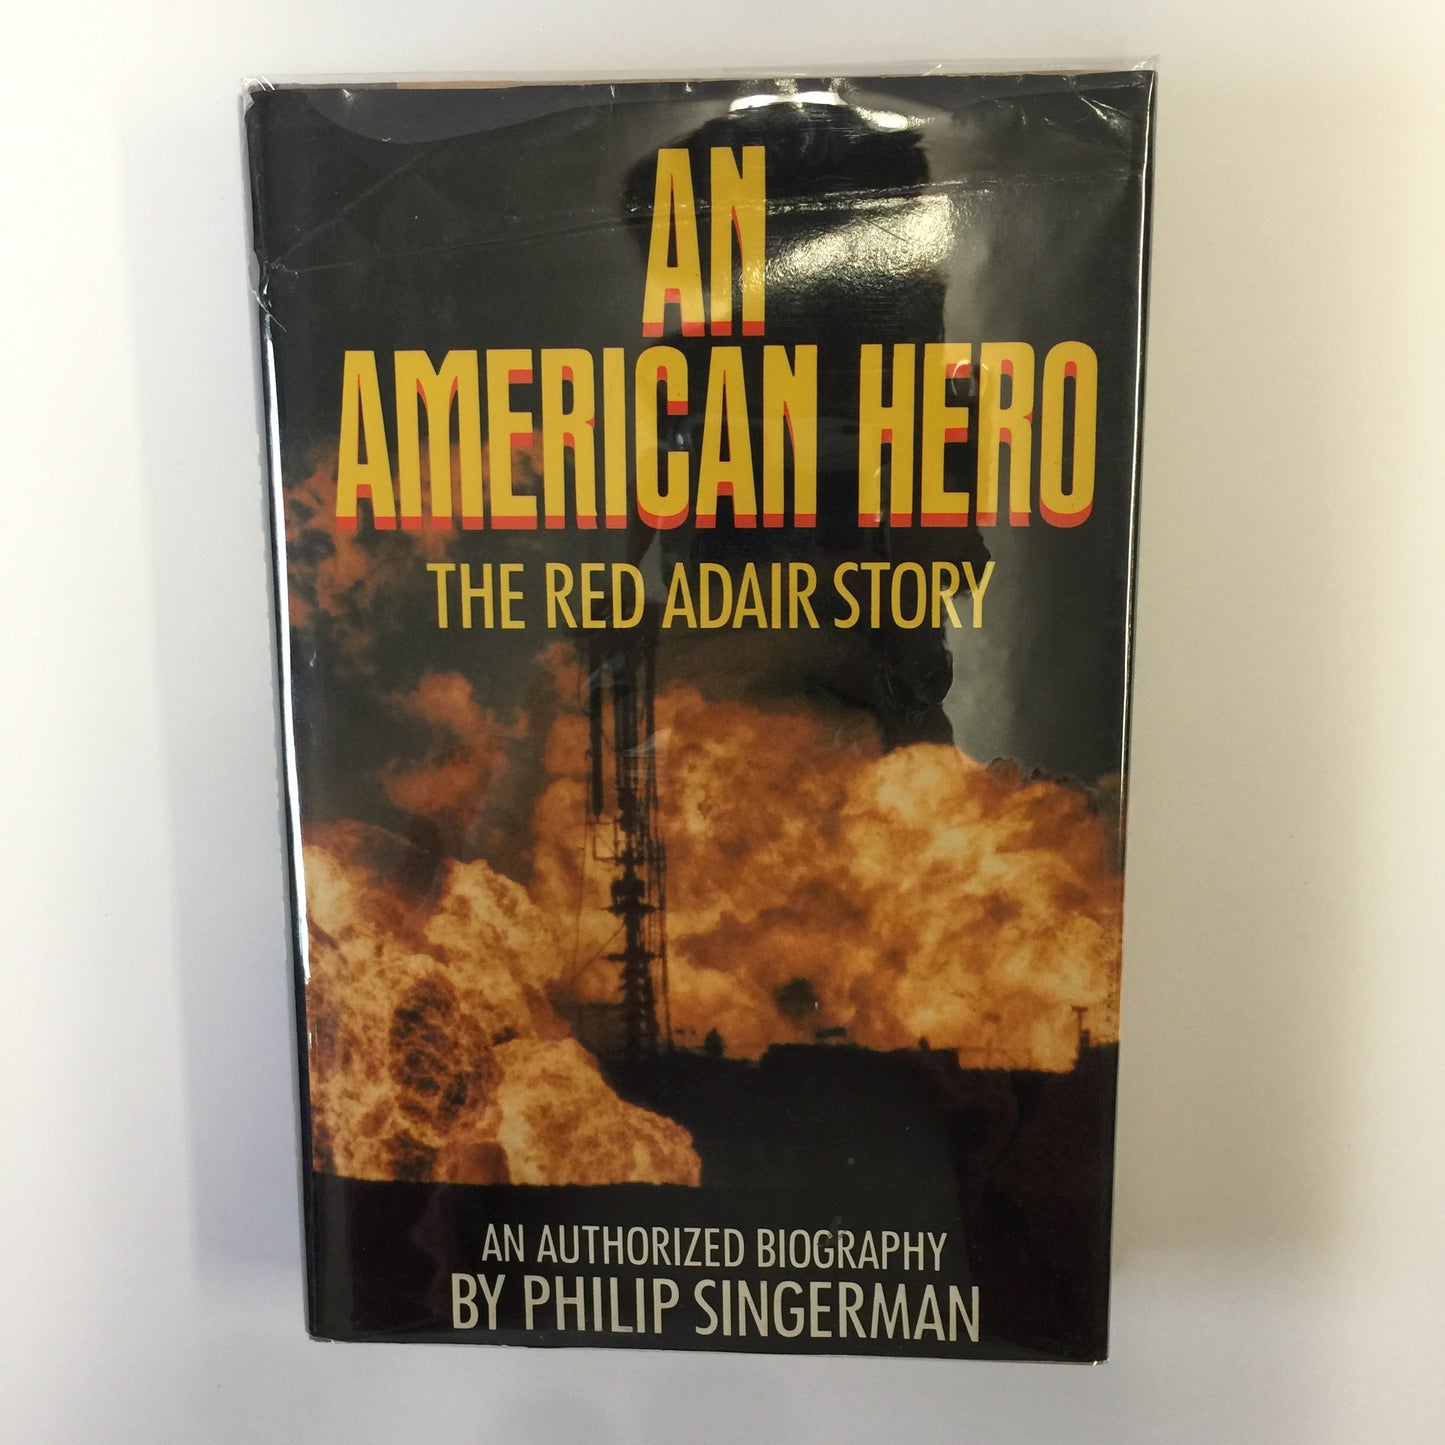 AN
AMERICAN HERO
THE RED ADAIR STORY
AN AUTHORIZED BIOGRAPHY
BY PHILIP SINGERMAN